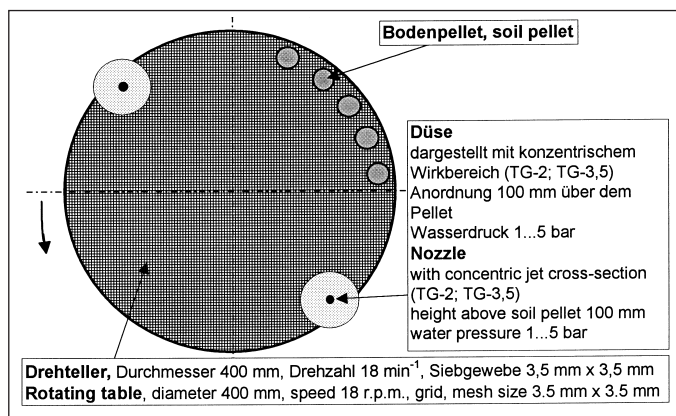 Bodenpellet, soil pellet
Düse
dargestellt mit konzentrischem
Wirkbereich (TG-2; TG-3,5)
Anordnung 100 mm über dem
Pellet
Wasserdruck 1...5 bar
Nozzle
with concentric jet cross-section
(TG-2; TG-3,5)
height above soil pellet 100 mm
water pressure 1...5 bar
Drehteller, Durchmesser 400 mm, Drehzahl 18 min⁻¹, Siebgewebe 3,5 mm x 3,5 mm
Rotating table, diameter 400 mm, speed 18 r.p.m., grid, mesh size 3.5 mm x 3.5 mm